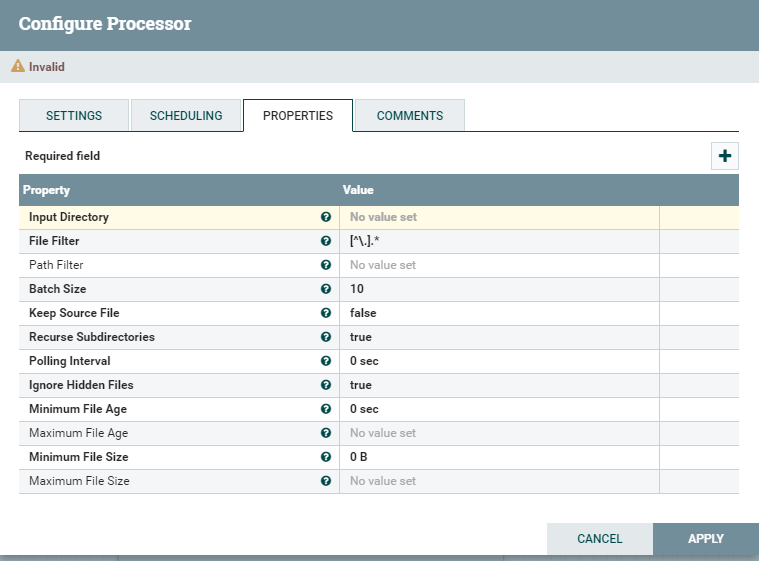 Configure Processor
Invalid
SETTINGS SCHEDULING PROPERTIES COMMENTS
Required field
Property Value
Input Directory No value set
File Filter [^\.].*
Path Filter No value set
Batch Size 10
Keep Source File false
Recurse Subdirectories true
Polling Interval 0 sec
Ignore Hidden Files true
Minimum File Age 0 sec
Maximum File Age No value set
Minimum File Size 0 B
Maximum File Size No value set
CANCEL APPLY